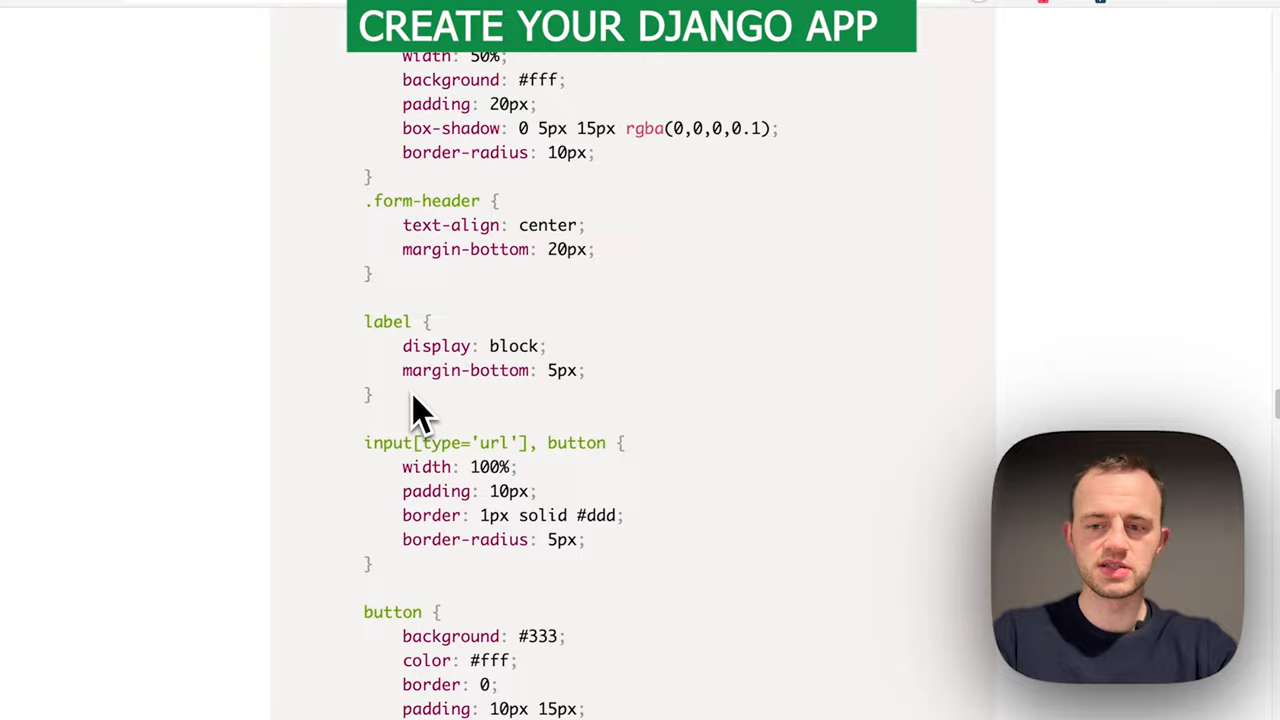 CREATE YOUR DJANGO APP
width: 50%;
background: #fff;
padding: 20px;
box-shadow: 0 5px 15px rgba(0,0,0,0.1);
border-radius: 10px;
}
.form-header {
text-align: center;
margin-bottom: 20px;
}
label {
display: block;
margin-bottom: 5px;
}
input[type='url'], button {
width: 100%;
padding: 10px;
border: 1px solid #ddd;
border-radius: 5px;
}
button {
background: #333;
color: #fff;
border: 0;
padding: 10px 15px;